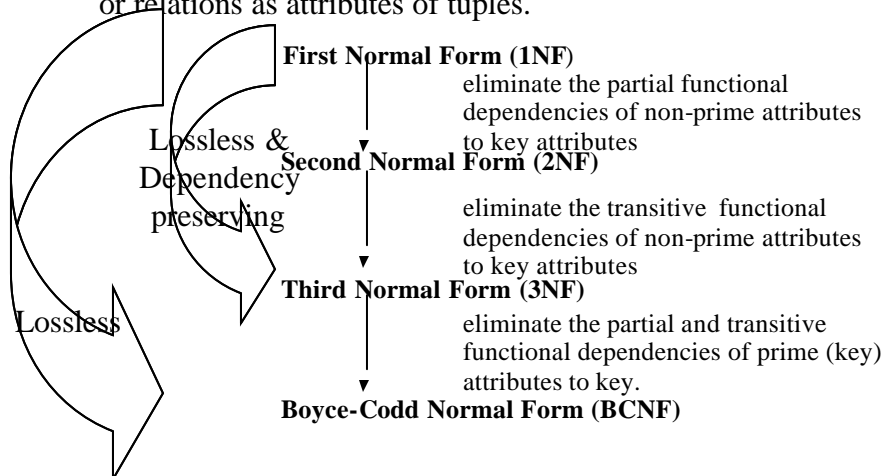 or relations as attributes of tuples.
First Normal Form (1NF)
eliminate the partial functional
dependencies of non-prime attributes
to key attributes
Lossless &
Dependency
preserving
Second Normal Form (2NF)
eliminate the transitive functional
dependencies of non-prime attributes
to key attributes
Third Normal Form (3NF)
Lossless
eliminate the partial and transitive
functional dependencies of prime (key)
attributes to key.
Boyce-Codd Normal Form (BCNF)